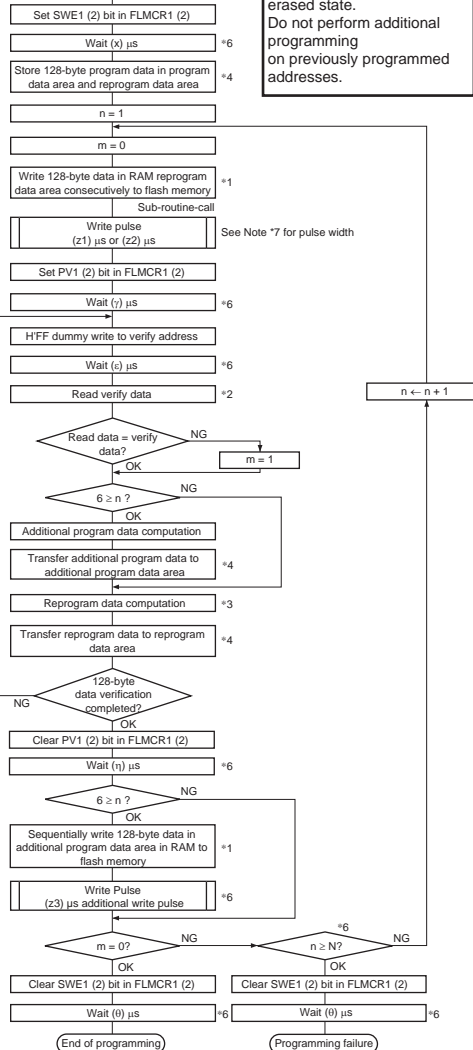 erased state.
Do not perform additional
programming
on previously programmed
addresses.
Set SWE1 (2) bit in FLMCR1 (2)
Wait (x) μs
*6
Store 128-byte program data in program
data area and reprogram data area
*4
n = 1
m = 0
Write 128-byte data in RAM reprogram
data area consecutively to flash memory
*1
Sub-routine-call
Write pulse
(z1) μs or (z2) μs
See Note *7 for pulse width
Set PV1 (2) bit in FLMCR1 (2)
Wait (γ) μs
*6
H'FF dummy write to verify address
Wait (ε) μs
*6
Read verify data
*2
n ← n + 1
Read data = verify
data?
NG
m = 1
OK
6 ≥ n ?
NG
OK
Additional program data computation
Transfer additional program data to
additional program data area
*4
Reprogram data computation
*3
Transfer reprogram data to reprogram
data area
*4
128-byte
data verification
completed?
NG
OK
Clear PV1 (2) bit in FLMCR1 (2)
Wait (η) μs
*6
6 ≥ n ?
NG
OK
Sequentially write 128-byte data in
additional program data area in RAM to
flash memory
*1
Write Pulse
(z3) μs additional write pulse
*6
m = 0?
NG
*6
n ≥ N?
NG
OK
OK
Clear SWE1 (2) bit in FLMCR1 (2)
Clear SWE1 (2) bit in FLMCR1 (2)
Wait (θ) μs
*6
Wait (θ) μs
*6
End of programming
Programming failure